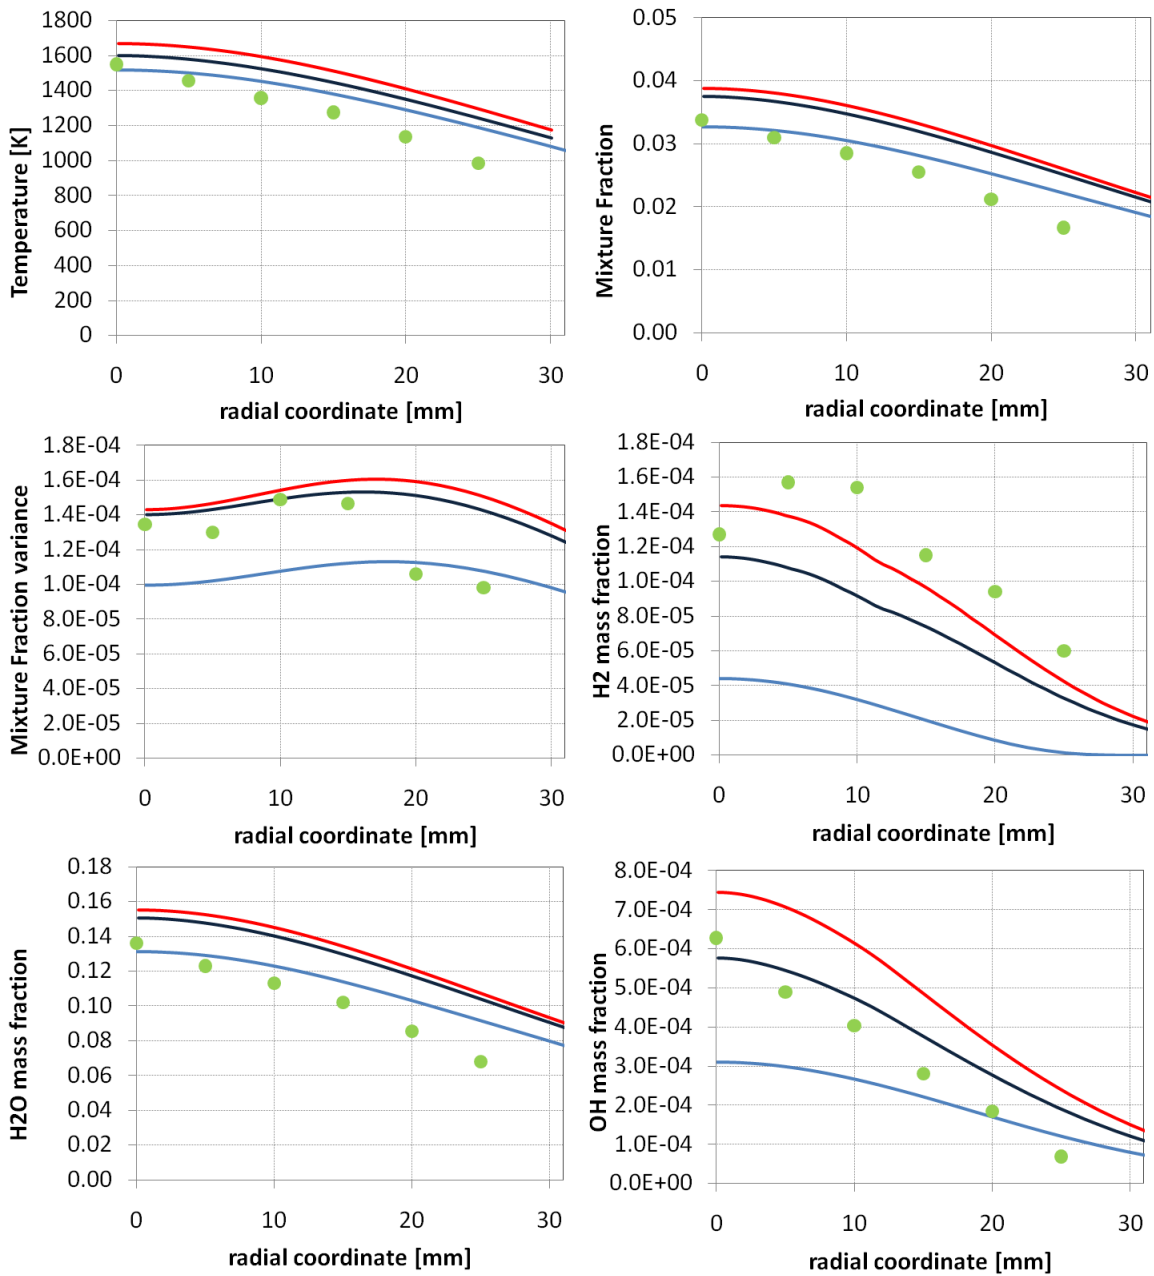 1800
1600
1400
1200
1000
800
600
400
200
0
Temperature [K]
0 10 20 30
radial coordinate [mm]
0.05
0.04
0.03
0.02
0.01
0.00
Mixture Fraction
0 10 20 30
radial coordinate [mm]
1.8E-04
1.6E-04
1.4E-04
1.2E-04
1.0E-04
8.0E-05
6.0E-05
4.0E-05
2.0E-05
0.0E+00
Mixture Fraction variance
0 10 20 30
radial coordinate [mm]
1.8E-04
1.6E-04
1.4E-04
1.2E-04
1.0E-04
8.0E-05
6.0E-05
4.0E-05
2.0E-05
0.0E+00
H2 mass fraction
0 10 20 30
radial coordinate [mm]
0.18
0.16
0.14
0.12
0.10
0.08
0.06
0.04
0.02
0.00
H2O mass fraction
0 10 20 30
radial coordinate [mm]
8.0E-04
7.0E-04
6.0E-04
5.0E-04
4.0E-04
3.0E-04
2.0E-04
1.0E-04
0.0E+00
OH mass fraction
0 10 20 30
radial coordinate [mm]